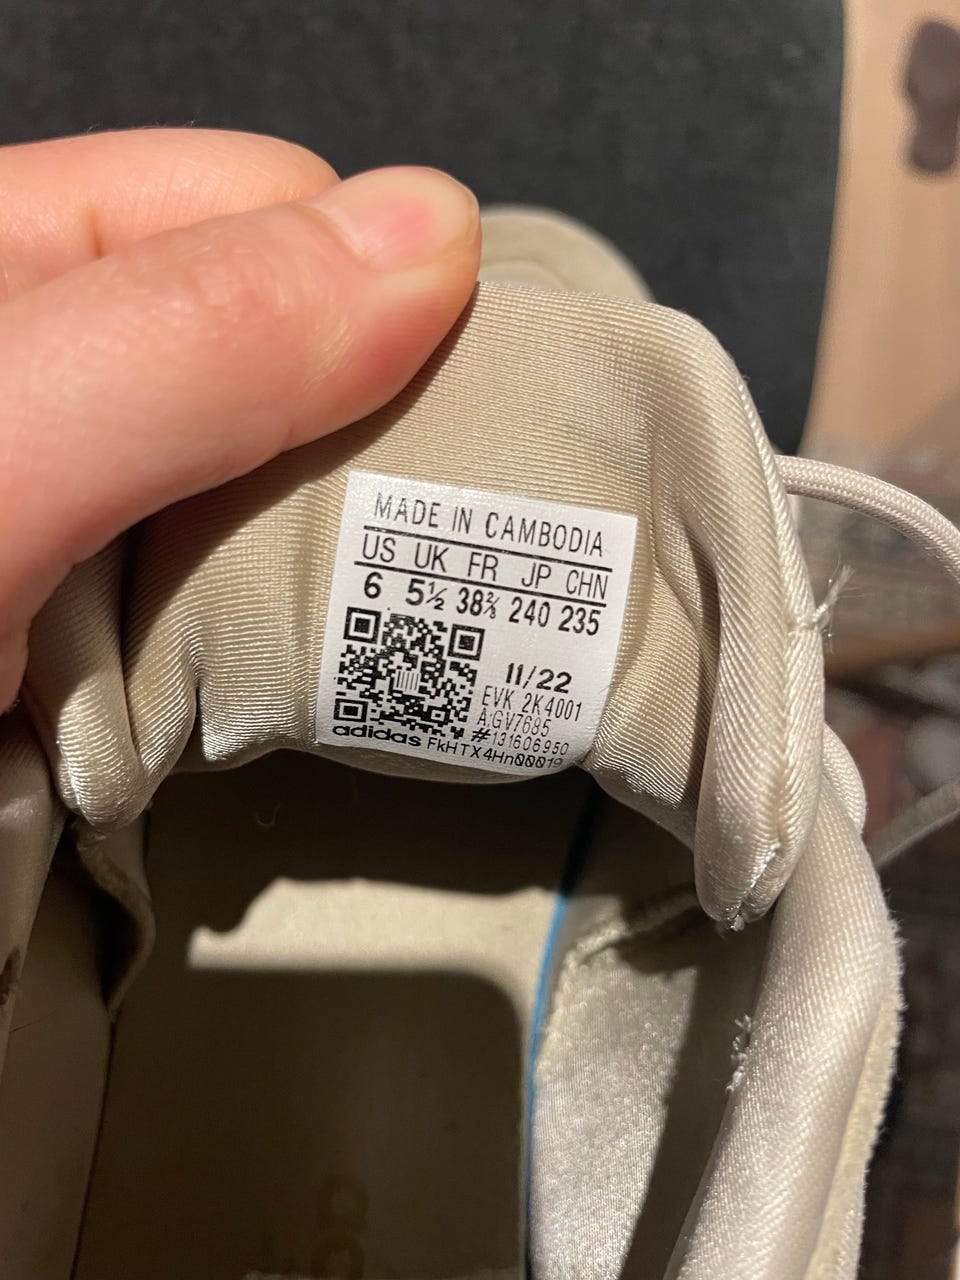 MADE IN CAMBODIA
US UK FR JP CHN
6 5½ 38⅔ 240 235
11/22
EVK 2K4001
A.GV7685
#131606950
adidas FkHTX4Hn00019